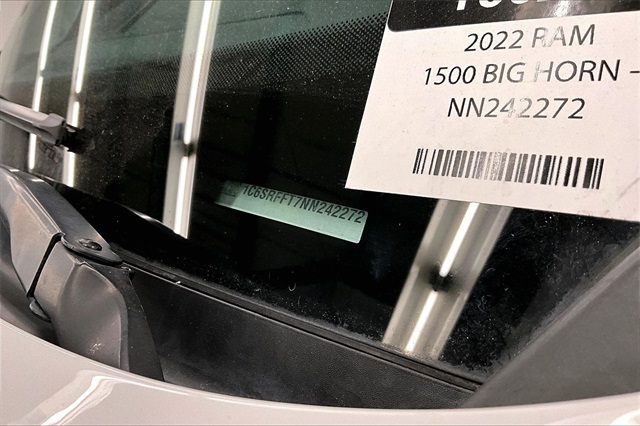 2022 RAM
1500 BIG HORN -
NN242272
1C6SRFFT7NN242272